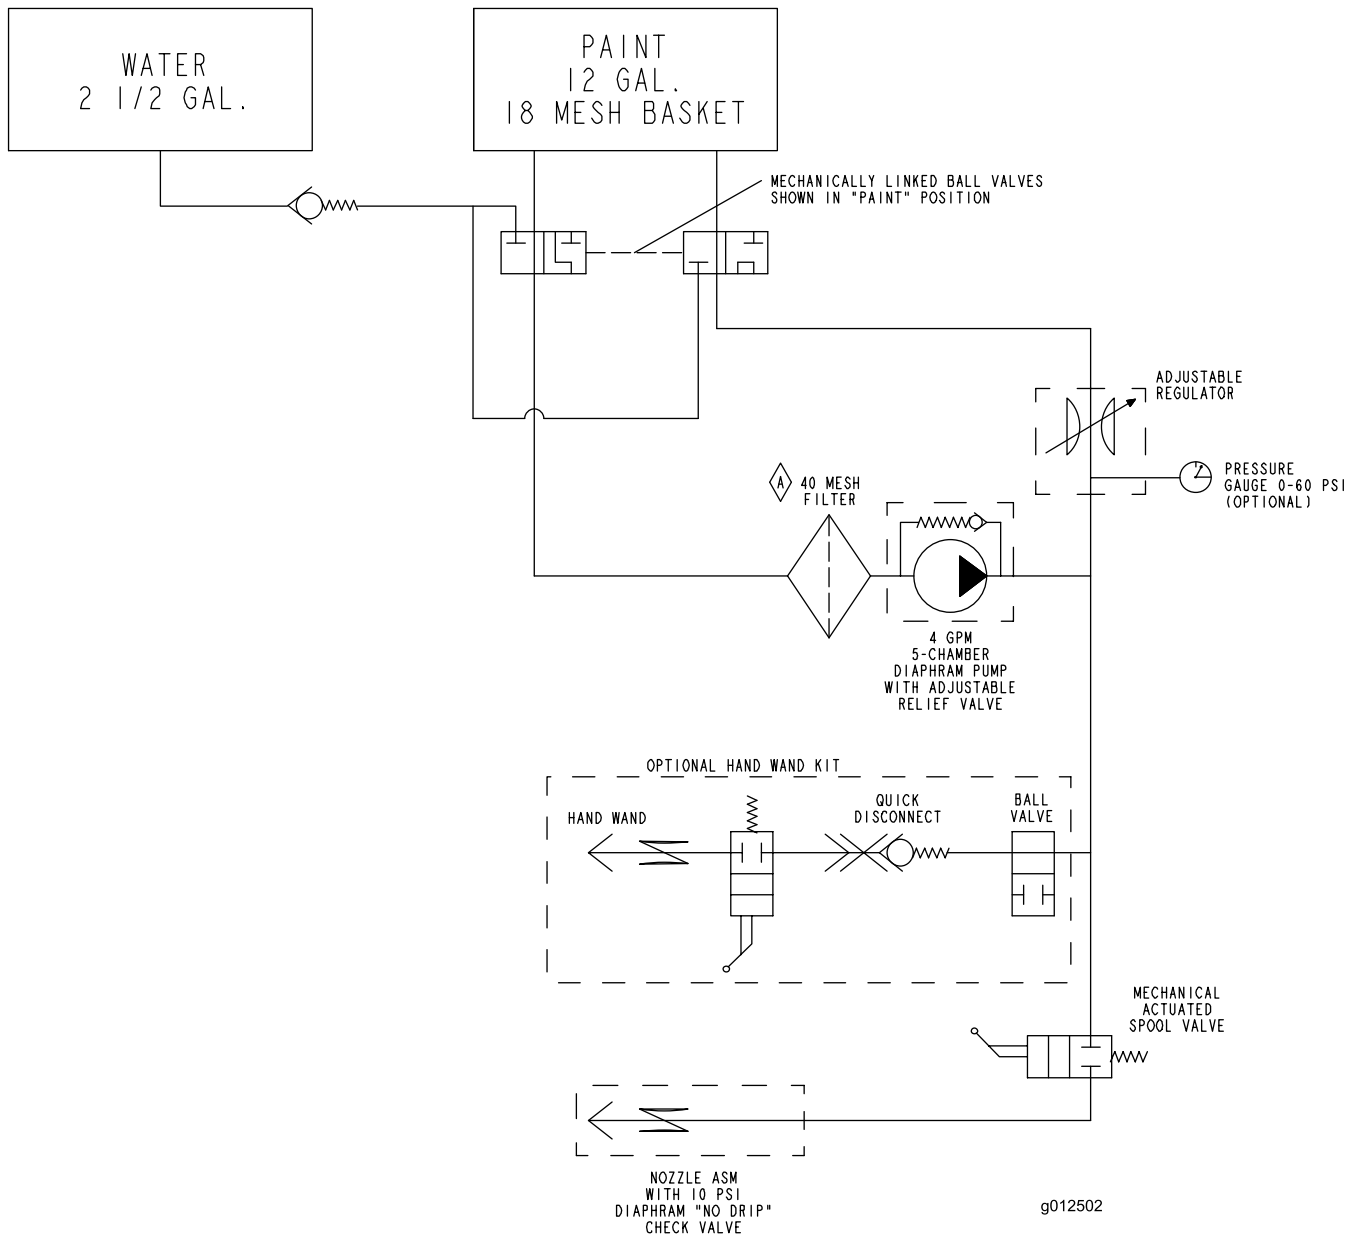 WATER
2 1/2 GAL.
PAINT
12 GAL.
18 MESH BASKET
MECHANICALLY LINKED BALL VALVES
SHOWN IN "PAINT" POSITION
ADJUSTABLE
REGULATOR
PRESSURE
GAUGE 0-60 PSI
(OPTIONAL)
A
40 MESH
FILTER
4 GPM
5-CHAMBER
DIAPHRAM PUMP
WITH ADJUSTABLE
RELIEF VALVE
OPTIONAL HAND WAND KIT
HAND WAND
QUICK
DISCONNECT
BALL
VALVE
MECHANICAL
ACTUATED
SPOOL VALVE
NOZZLE ASM
WITH 10 PSI
DIAPHRAM "NO DRIP"
CHECK VALVE
g012502